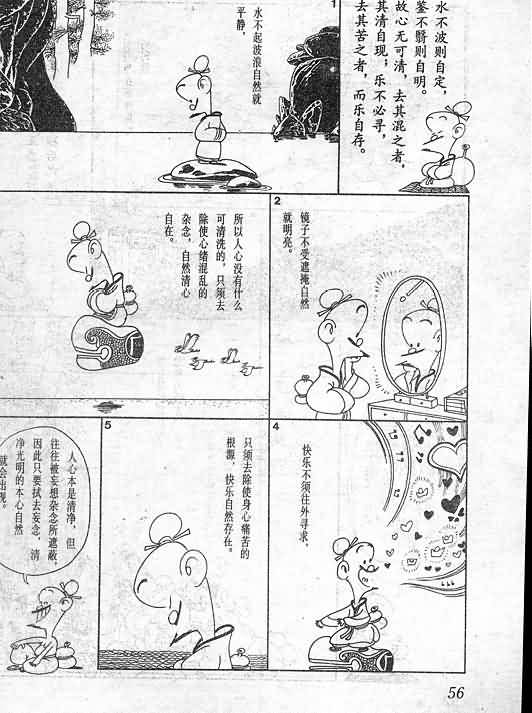 水不波则自定，
鉴不翳则自明。
故心无可清，去其混之者，
其清自现；乐不必寻，
去其苦之者，而乐自存。
1
水不起波浪自然就
平静，
2
镜子不受遮掩自然
就明亮。
所以人心没有什么
可清洗的，只须去
除使心绪混乱的
杂念，自然清心
自在。
4
快乐不须往外寻求，
5
只须去除使身心痛苦的
根源，快乐自然存在。
人心本是清净，但
往往被妄想杂念所遮蔽，
因此只要拭去妄念，清
净光明的本心自然
就会出现。
56